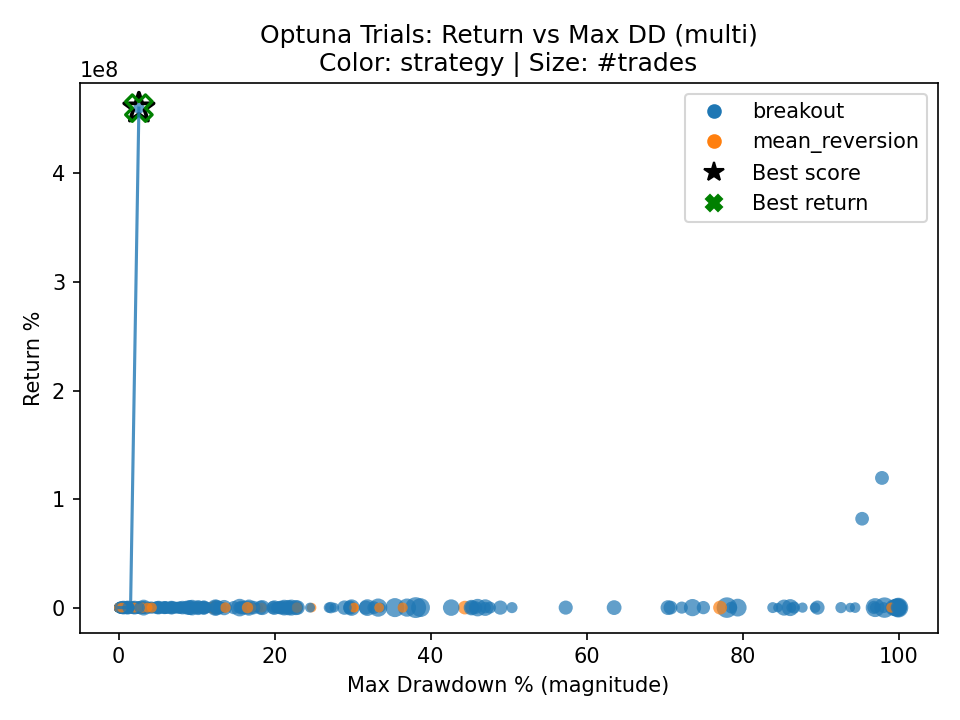 Optuna Trials: Return vs Max DD (multi)
Color: strategy | Size: #trades
1e8
breakout
mean_reversion
Best score
Best return
4
3
2
1
0
Return %
0 20 40 60 80 100
Max Drawdown % (magnitude)